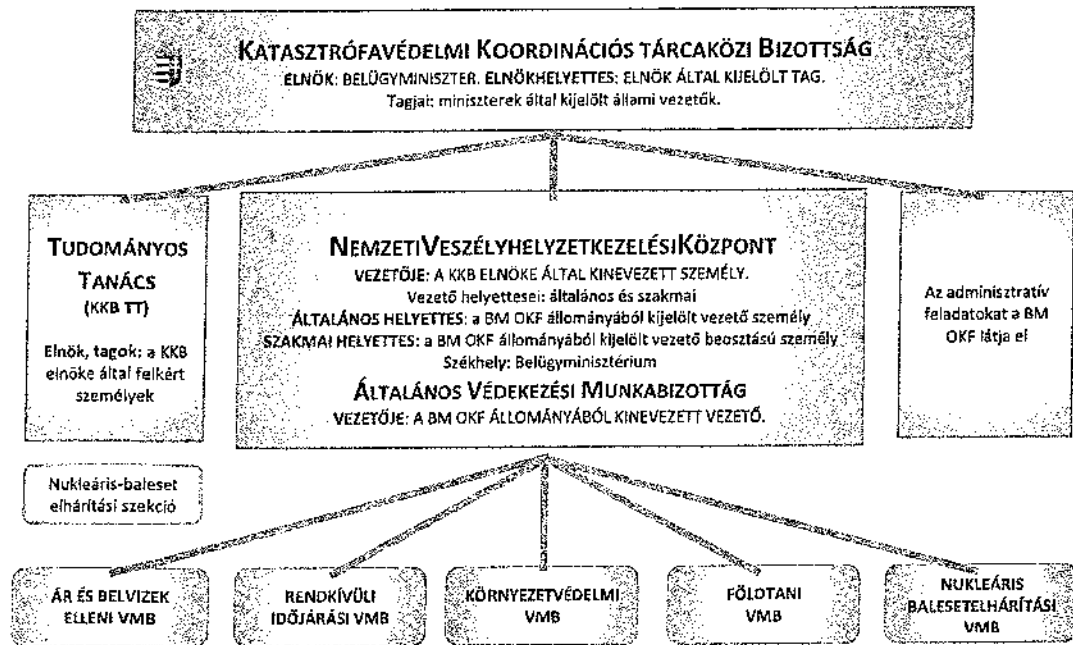 KATASTRÓFAVÉDELMI KOORDINÁCIÓS TÁRCAKÖZI BIZOTTSÁG
ELNÖK: BELÜGYMINISZTER. ELNÖKHELYETTES: ELNÖK ÁLTAL KIJELÖLT TAG.
Tagjai: miniszterek által kijelölt állami vezetők.
TUDOMÁNYOS
TANÁCS
(KKB TT)
Elnök, tagok: a KKB
elnöke által felkért
személyek
NEMZETIVESZÉLYHELYZETKEZELÉSIKÖZPONT
VEZETŐJE: A KKB ELNÖKE ÁLTAL KINEVEZETT SZEMÉLY.
Vezető helyettesei: általános és szakmai
ÁLTALÁNOS HELYETTES: a BM OKF állományából kijelölt vezető személy
SZAKMAI HELYETTES: a BM OKF állományából kijelölt vezető beosztású személy
Székhely: Belügyminisztérium
ÁLTALÁNOS VÉDEKEZÉSI MUNKABIZOTTÁG
VEZETŐJE: A BM OKF ÁLLOMÁNYÁBÓL KINEVEZETT VEZETŐ.
Az adminisztratív
feladatokat a BM
OKF látja el
Nukleáris-baleset
elhárítási szekció
ÁR ÉS BELVIZEK
ELLENI VMB
RENDKÍVÜLI
IDŐJÁRÁSI VMB
KÖRNYEZETVÉDELMI
VMB
FÖLDTANI
VMB
NUKLEÁRIS
BALESETELHÁRÍTÁSI
VMB